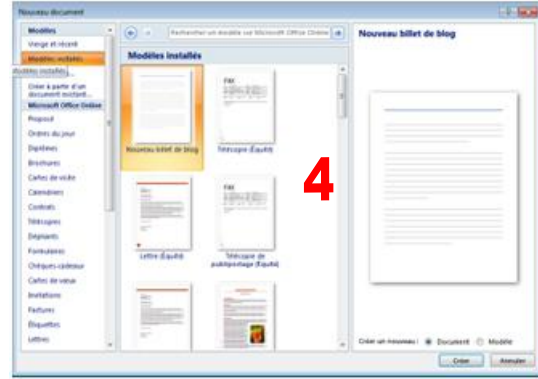 Nouveau document
Modèles
Vierge et récent
Modèles installés
Modèles installés
Créer à partir d'un
document existant...
Microsoft Office Online
Proposé
Ordres du jour
Diplômes
Brochures
Cartes de visite
Calendriers
Contrats
Télécopies
Dépliants
Formulaires
Chèques-cadeaux
Cartes de vœux
Invitations
Factures
Étiquettes
Lettres
Rechercher un modèle sur Microsoft Office Online
Modèles installés
Nouveau billet de blog
FAX
Télécopie (Équité)
Lettre (Équité)
FAX
Télécopie de
publipostage (Équité)
4
Nouveau billet de blog
Créer un nouveau : Document Modèle
Créer Annuler